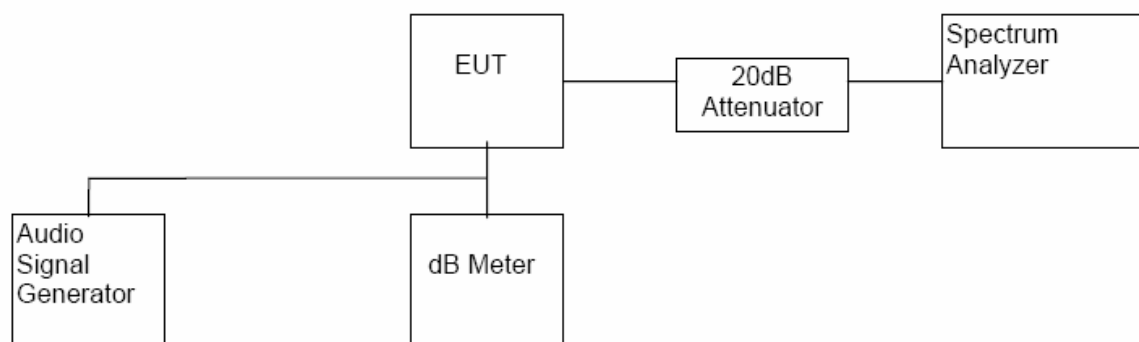 EUT
20dB
Attenuator
Spectrum
Analyzer
Audio
Signal
Generator
dB Meter